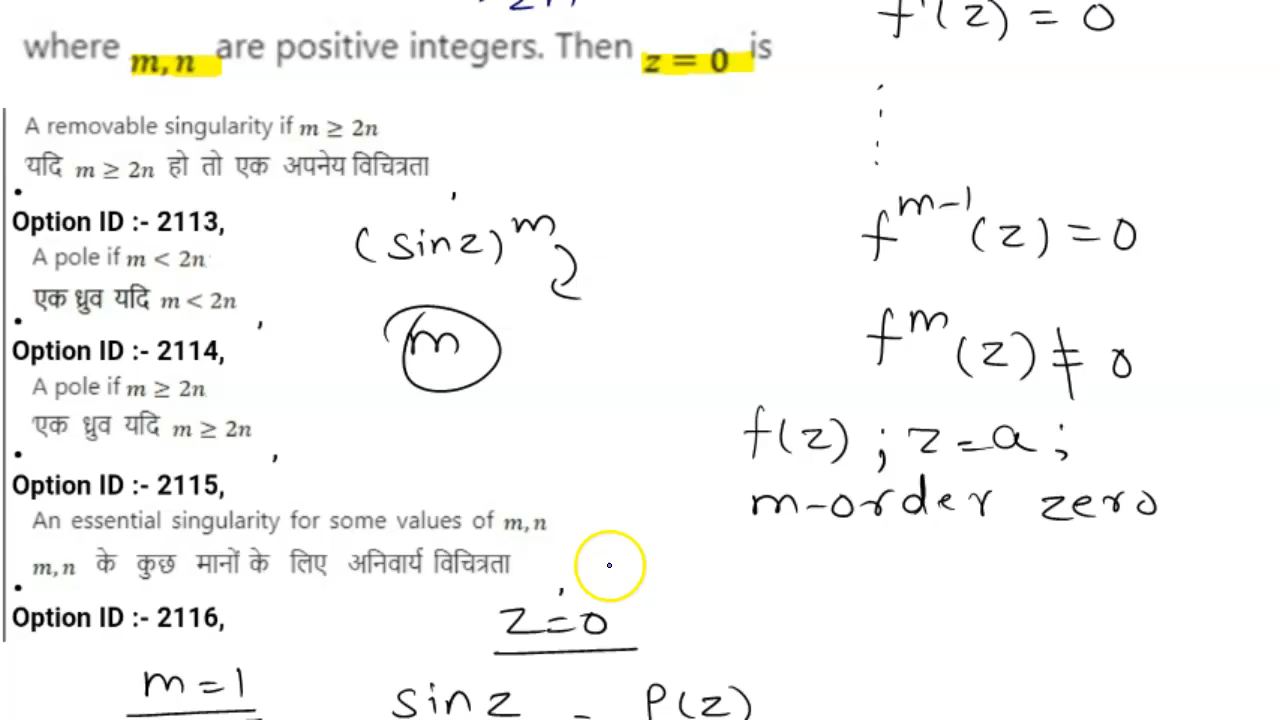 f'(z) = 0
where m, n are positive integers. Then z = 0 is
A removable singularity if m ≥ 2n
यदि m ≥ 2n हो तो एक अपनेय विचित्रता
Option ID :- 2113,
A pole if m < 2n
एक ध्रुव यदि m < 2n
Option ID :- 2114,
A pole if m ≥ 2n
एक ध्रुव यदि m ≥ 2n
Option ID :- 2115,
An essential singularity for some values of m, n
m, n के कुछ मानों के लिए अनिवार्य विचित्रता
Option ID :- 2116,
(sinz)^m
m
f^{m-1}(z) = 0
f^m(z) ≠ 0
f(z) ; z = a ;
m-order zero
z = 0
m = 1
sinz = P(z)